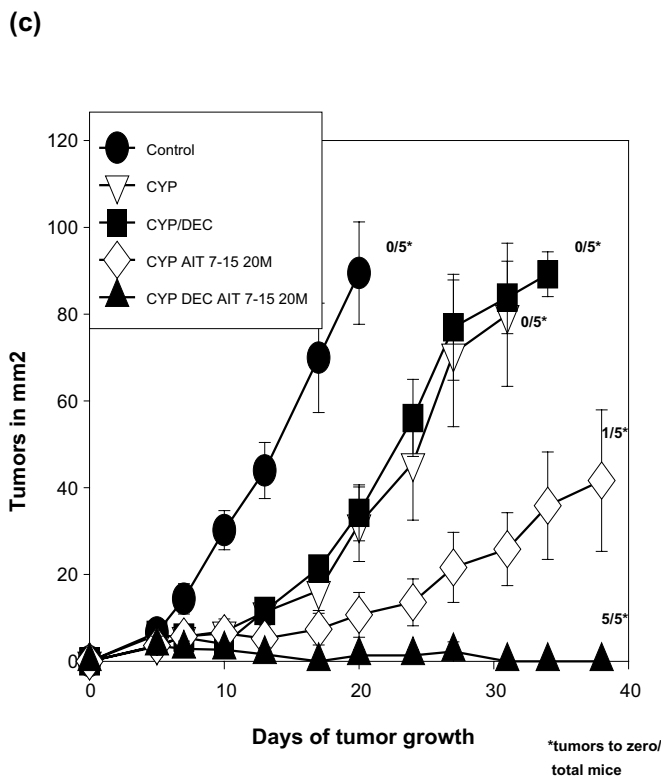 (c)
120
100
80
60
40
20
0
Tumors in mm2
Control
CYP
CYP/DEC
CYP AIT 7-15 20M
CYP DEC AIT 7-15 20M
0/5*
0/5*
0/5*
1/5*
5/5*
0
10
20
30
40
Days of tumor growth
*tumors to zero/
total mice